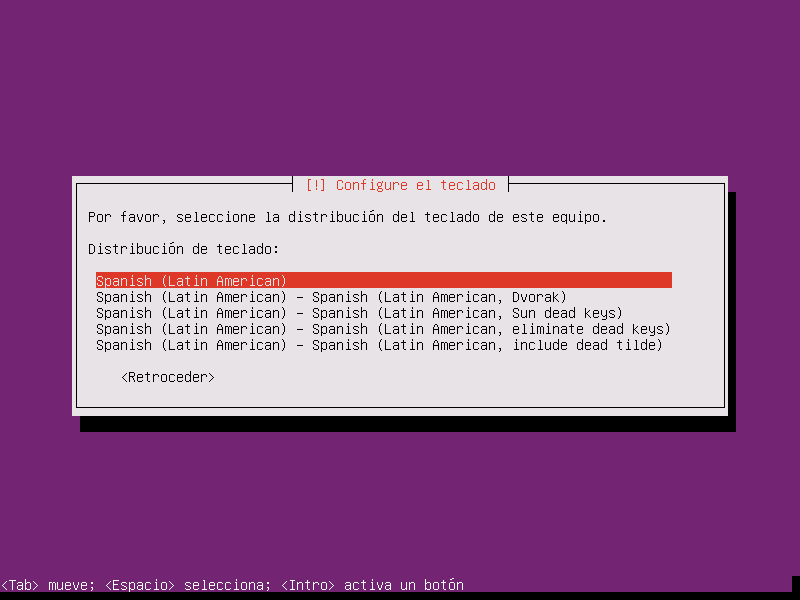 [!] Configure el teclado
Por favor, seleccione la distribución del teclado de este equipo.
Distribución de teclado:
Spanish (Latin American)
Spanish (Latin American) – Spanish (Latin American, Dvorak)
Spanish (Latin American) – Spanish (Latin American, Sun dead keys)
Spanish (Latin American) – Spanish (Latin American, eliminate dead keys)
Spanish (Latin American) – Spanish (Latin American, include dead tilde)
<Retroceder>
<Tab> mueve; <Espacio> selecciona; <Intro> activa un botón